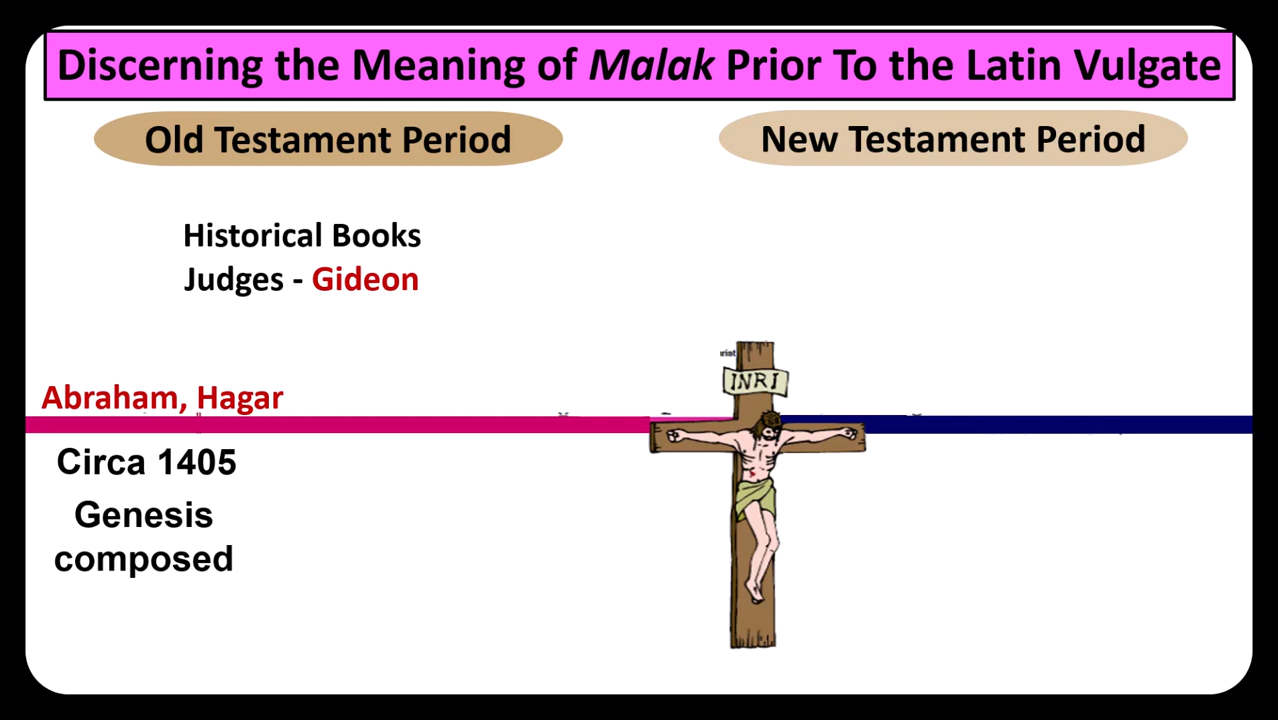 Discerning the Meaning of Malak Prior To the Latin Vulgate
Old Testament Period
New Testament Period
Historical Books
Judges - Gideon
rist
INRI
Abraham, Hagar
Circa 1405
Genesis
composed